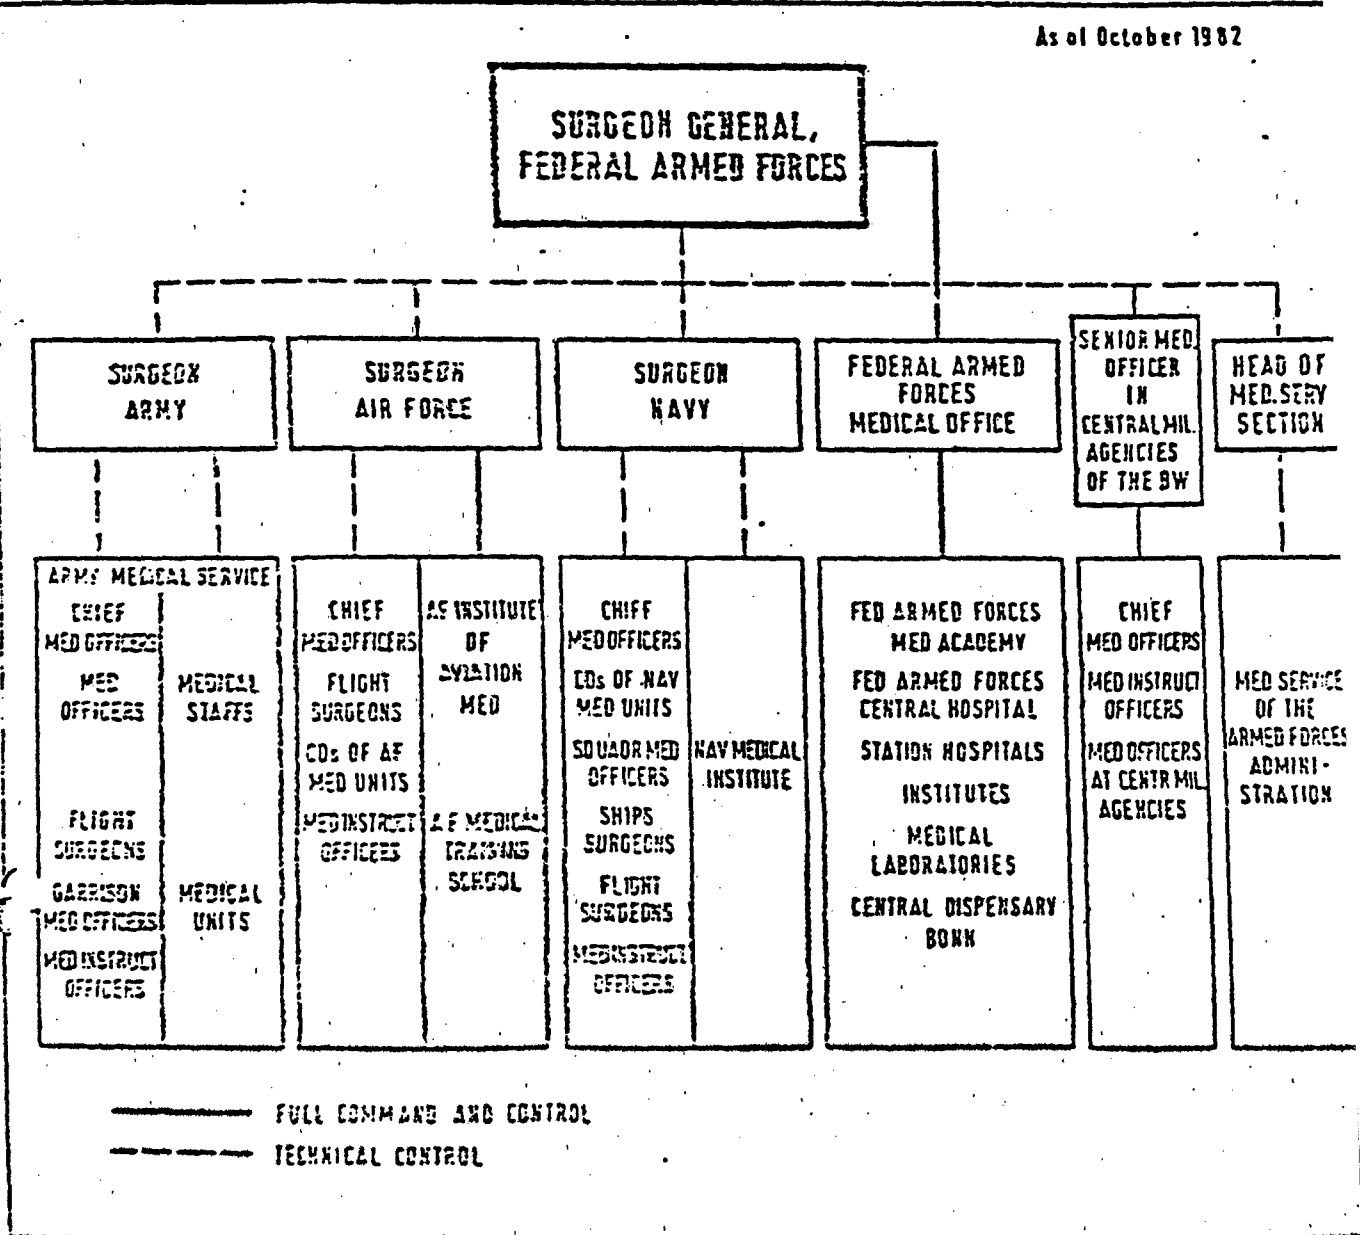 As of October 1982
SURGEON GENERAL,
FEDERAL ARMED FORCES
SURGEON
ARMY
SURGEON
AIR FORCE
SURGEON
NAVY
FEDERAL ARMED
FORCES
MEDICAL OFFICE
SENIOR MED.
OFFICER
IN
CENTRAL MIL.
AGENCIES
OF THE BW
HEAD OF
MED.SERV
SECTION
ARMY MEDICAL SERVICE
CHIEF
MED OFFICERS
MED
OFFICERS
FLIGHT
SURGEONS
GARRISON
MED OFFICERS
MED INSTRUCT
OFFICERS
MEDICAL
STAFFS
MEDICAL
UNITS
CHIEF
MED OFFICERS
FLIGHT
SURGEONS
CDs OF AF
MED UNITS
MED INSTRUCT
OFFICERS
AF INSTITUTE
OF
AVIATION
MED
A F MEDICAL
TRAINING
SCHOOL
CHIEF
MED OFFICERS
CDs OF NAV
MED UNITS
SQUADR MED
OFFICERS
SHIPS
SURGEONS
FLIGHT
SURGEONS
MED INSTRUCT
OFFICERS
NAV MEDICAL
INSTITUTE
FED ARMED FORCES
MED ACADEMY
FED ARMED FORCES
CENTRAL HOSPITAL
STATION HOSPITALS
INSTITUTES
MEDICAL
LABORATORIES
CENTRAL DISPENSARY
BONN
CHIEF
MED OFFICERS
MED INSTRUCT
OFFICERS
MED OFFICERS
AT CENTR MIL
AGENCIES
MED SERVICE
OF THE
ARMED FORCES
ADMINI-
STRATION
FULL COMMAND AND CONTROL
TECHNICAL CONTROL